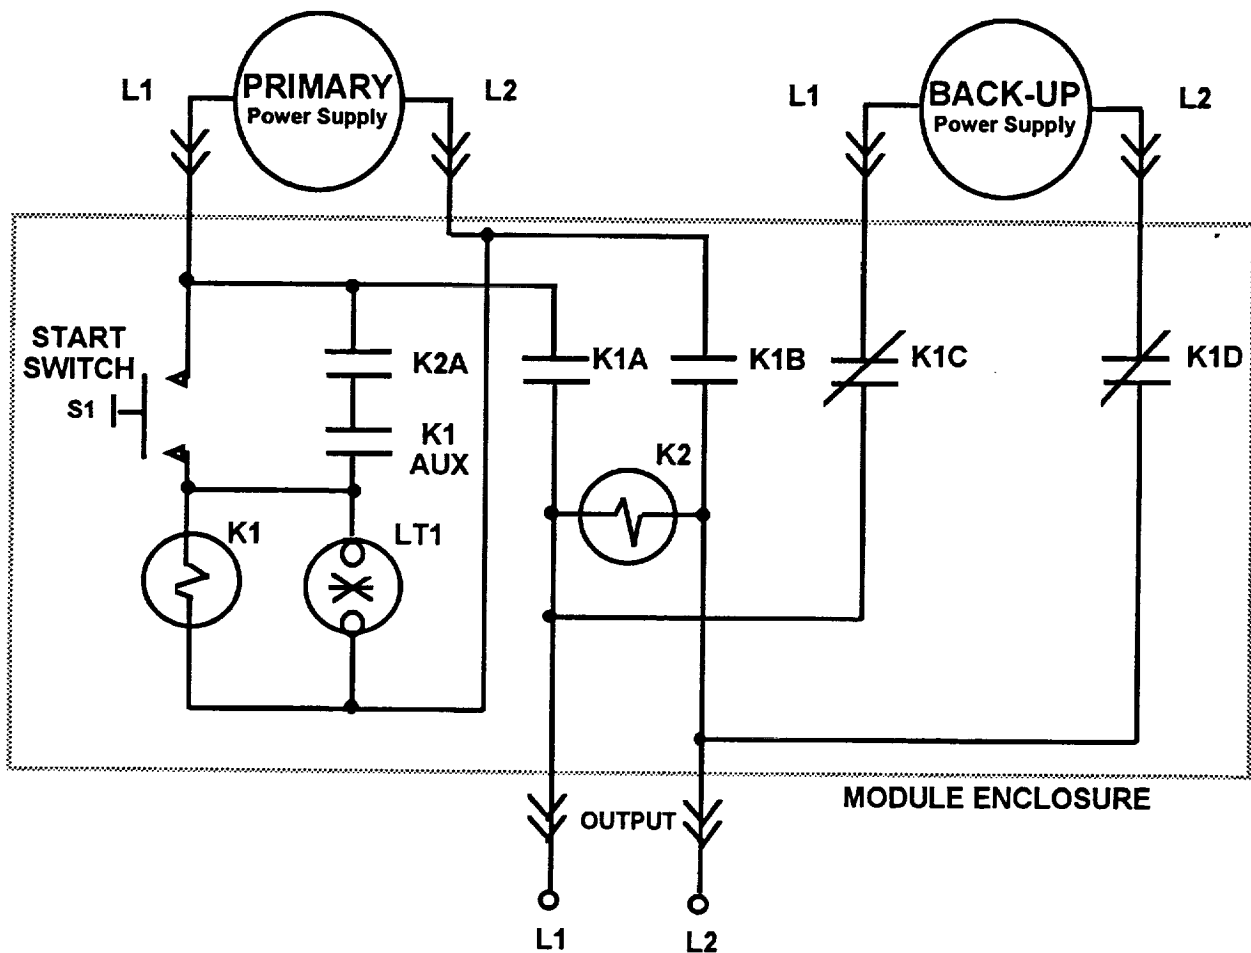 L1
PRIMARY
Power Supply
L2
L1
BACK-UP
Power Supply
L2
START
SWITCH
S1
K2A
K1
AUX
K1A
K1B
K1C
K1D
K2
K1
LT1
MODULE ENCLOSURE
OUTPUT
L1
L2